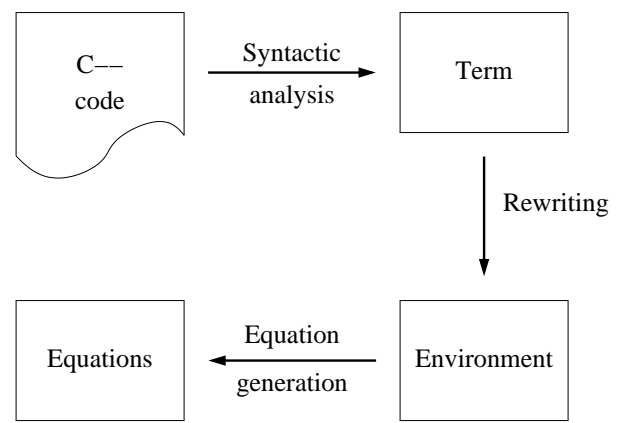 C−−
code
Syntactic
analysis
Term
Rewriting
Environment
Equation
generation
Equations